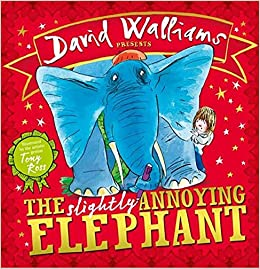 David Walliams
PRESENTS
Illustrated
by the artistic
genius
Tony Ross
THE slightly ANNOYING
ELEPHANT